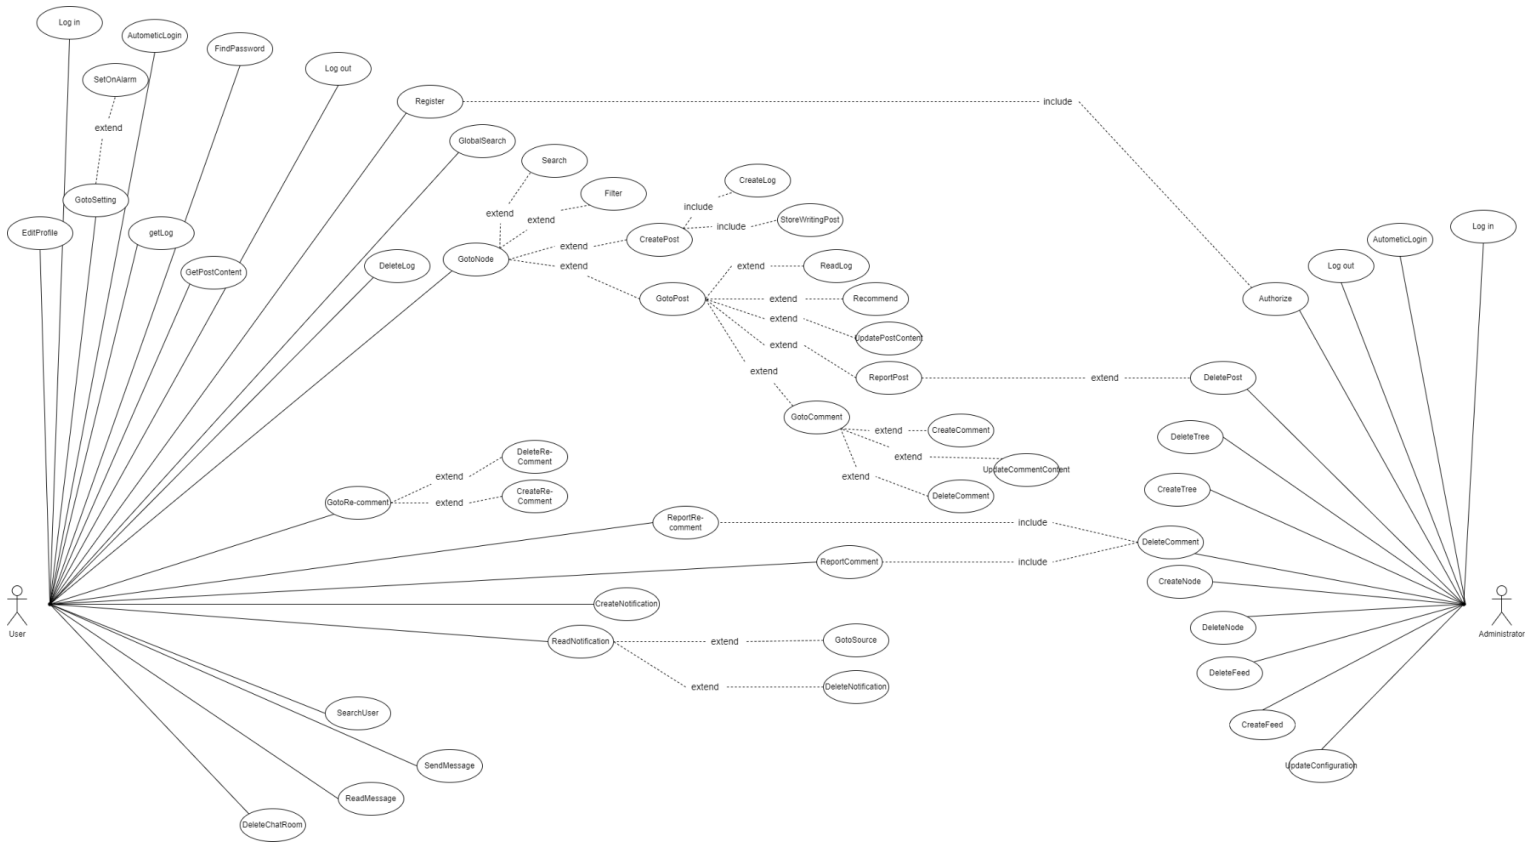 Log in
AutometicLogin
FindPassword
Log out
SetOnAlarm
Register
include
extend
GlobalSearch
Search
CreateLog
Filter
GotoSetting
include
extend
StoreWritingPost
extend
include
EditProfile
getLog
CreatePost
extend
AutometicLogin
Log in
GotoNode
extend
DeleteLog
GetPostContent
extend
ReadLog
Log out
GotoPost
extend
Recommend
Authorize
extend
UpdatePostContent
extend
extend
ReportPost
extend
DeletePost
GotoComment
extend
CreateComment
DeleteTree
DeleteRe-
Comment
extend
UpdateCommentContent
extend
extend
CreateTree
CreateRe-
Comment
DeleteComment
GotoRe-comment
extend
ReportRe-
comment
include
DeleteComment
ReportComment
include
CreateNode
CreateNotification
User
Administrator
DeleteNode
ReadNotification
extend
GotoSource
DeleteFeed
extend
DeleteNotification
SearchUser
CreateFeed
SendMessage
UpdateConfiguration
ReadMessage
DeleteChatRoom